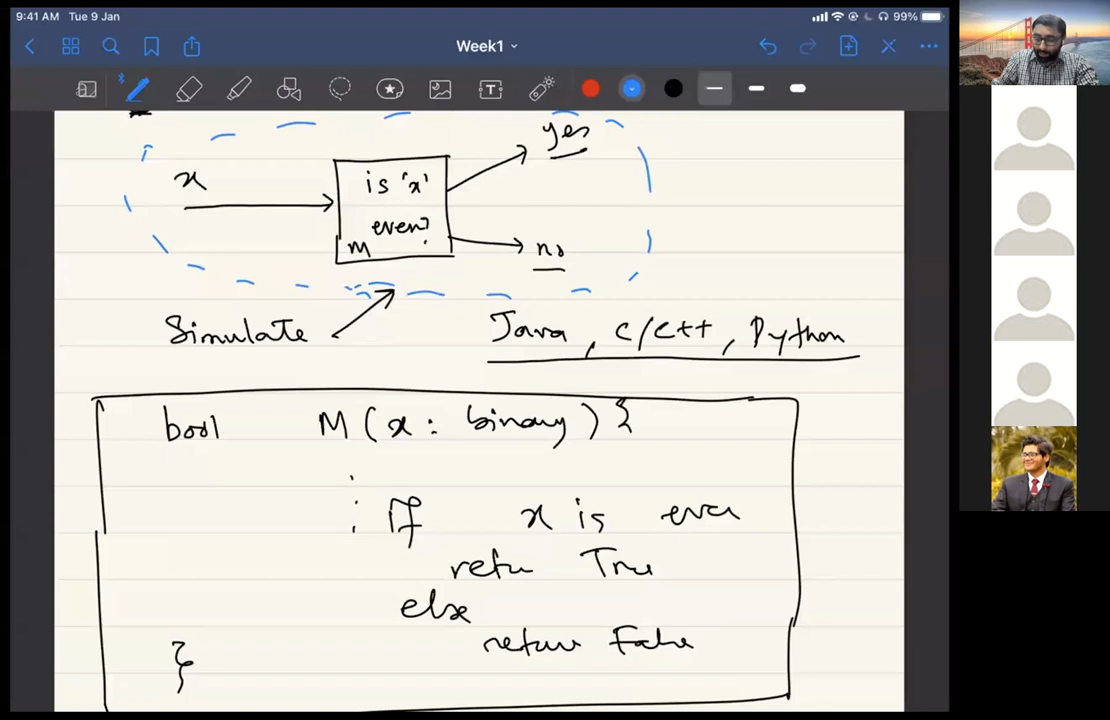 9:41 AM Tue 9 Jan 99%
Week1
yes
x
is 'x'
even?
M
no
Simulate
Java, C/C++, Python
bool M(x: binary) {
if x is even
retu True
else
return False
}